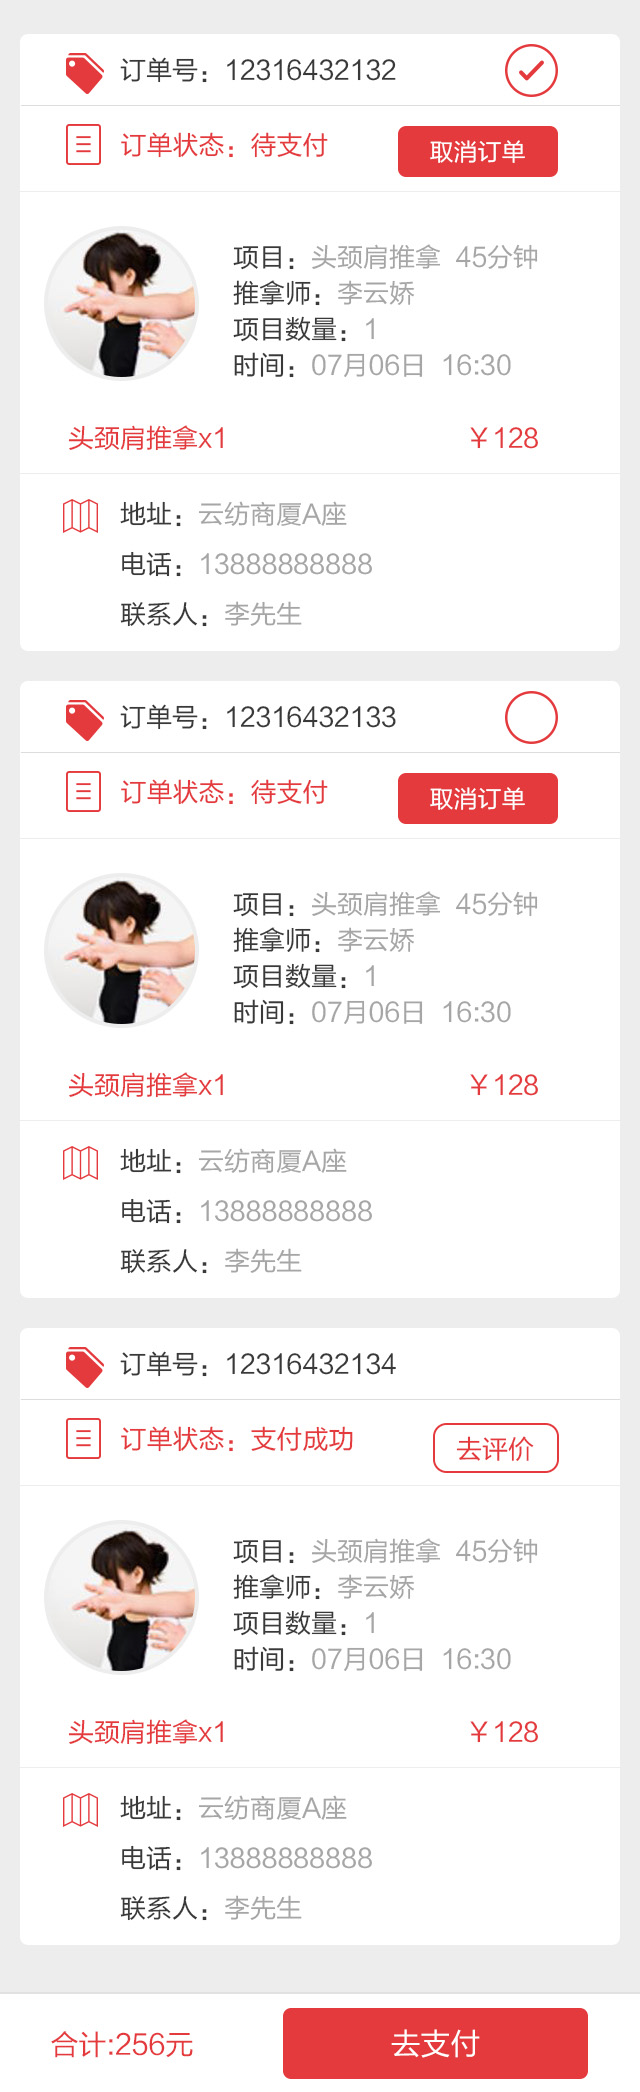 订单号：12316432132
订单状态：待支付
取消订单
项目：头颈肩推拿 45分钟
推拿师：李云娇
项目数量：1
时间：07月06日 16:30
头颈肩推拿x1
￥128
地址：云纺商厦A座
电话：13888888888
联系人：李先生
订单号：12316432133
订单状态：待支付
取消订单
项目：头颈肩推拿 45分钟
推拿师：李云娇
项目数量：1
时间：07月06日 16:30
头颈肩推拿x1
￥128
地址：云纺商厦A座
电话：13888888888
联系人：李先生
订单号：12316432134
订单状态：支付成功
去评价
项目：头颈肩推拿 45分钟
推拿师：李云娇
项目数量：1
时间：07月06日 16:30
头颈肩推拿x1
￥128
地址：云纺商厦A座
电话：13888888888
联系人：李先生
合计:256元
去支付